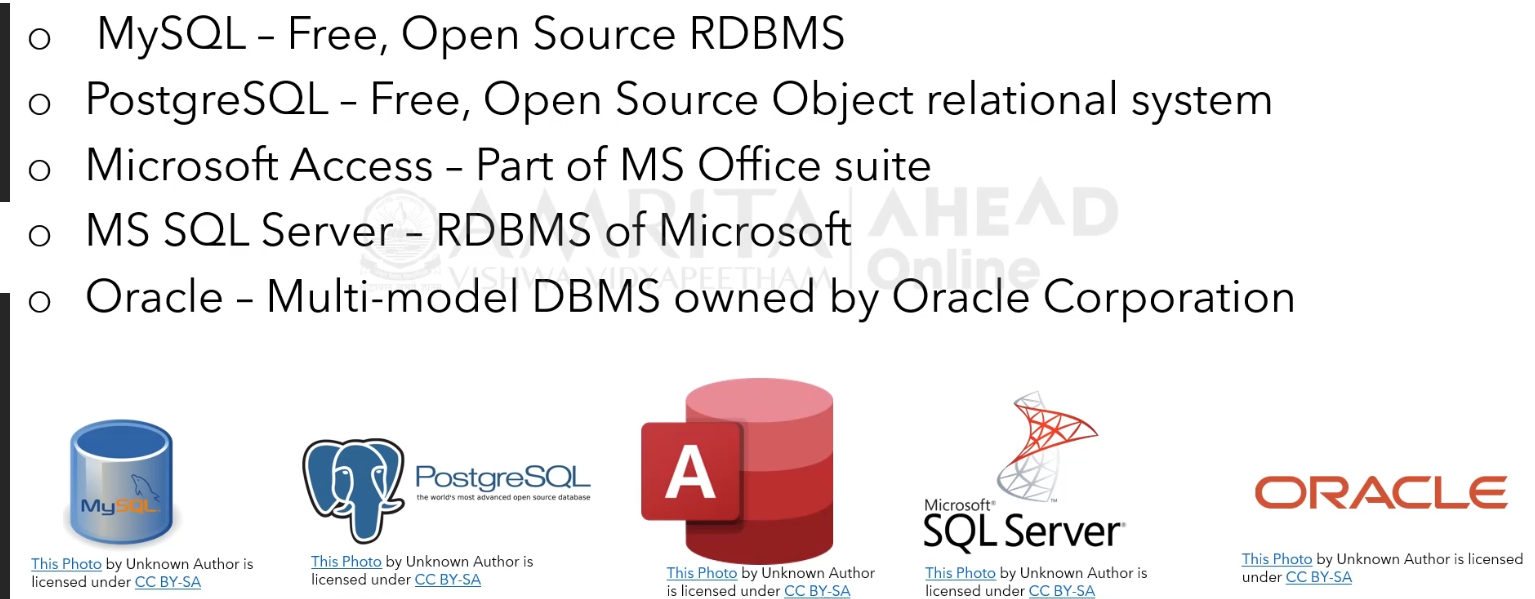 o MySQL – Free, Open Source RDBMS
o PostgreSQL – Free, Open Source Object relational system
o Microsoft Access – Part of MS Office suite
o MS SQL Server – RDBMS of Microsoft
o Oracle – Multi-model DBMS owned by Oracle Corporation
AMRITA AHEAD
VISHWA VIDYAPEETHAM Online
MySQL
PostgreSQL
the world's most advanced open source database
A
Microsoft®
SQL Server®
ORACLE
This Photo by Unknown Author is
licensed under CC BY-SA
This Photo by Unknown Author is
licensed under CC BY-SA
This Photo by Unknown Author
is licensed under CC BY-SA
This Photo by Unknown Author is
licensed under CC BY-SA
This Photo by Unknown Author is licensed
under CC BY-SA